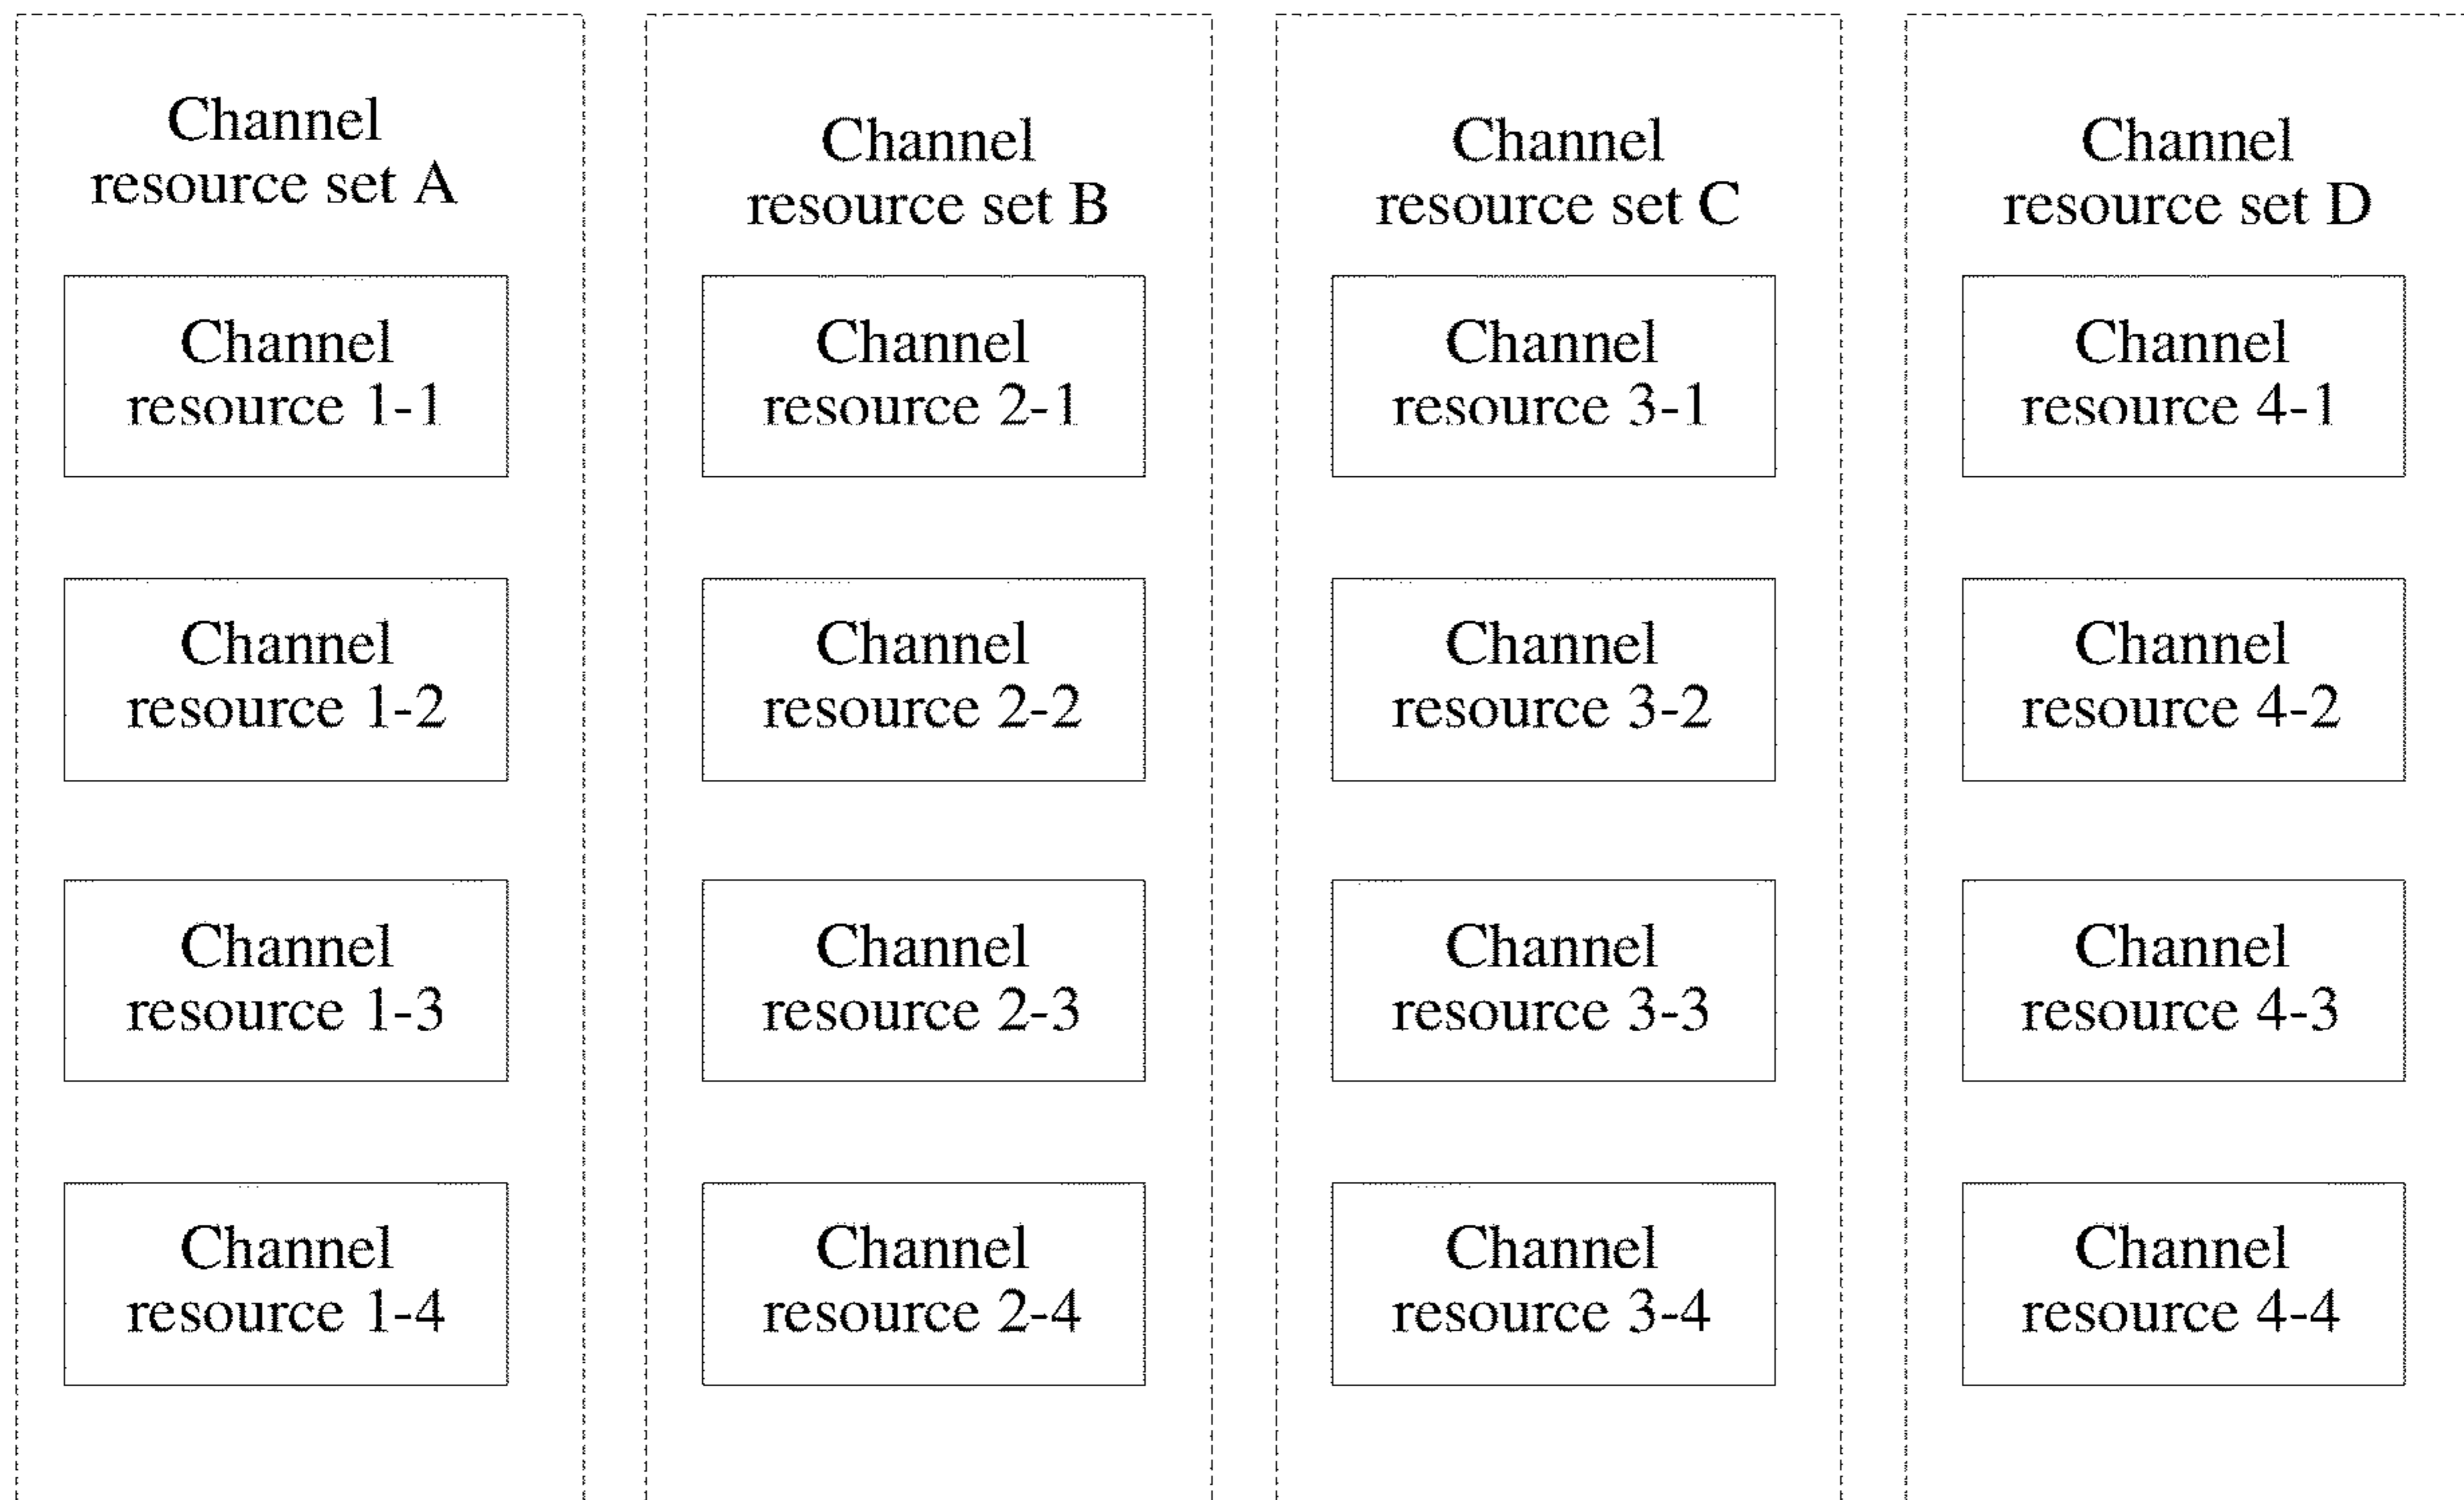 Channel
resource set A
Channel
resource 1-1
Channel
resource 1-2
Channel
resource 1-3
Channel
resource 1-4
Channel
resource set B
Channel
resource 2-1
Channel
resource 2-2
Channel
resource 2-3
Channel
resource 2-4
Channel
resource set C
Channel
resource 3-1
Channel
resource 3-2
Channel
resource 3-3
Channel
resource 3-4
Channel
resource set D
Channel
resource 4-1
Channel
resource 4-2
Channel
resource 4-3
Channel
resource 4-4